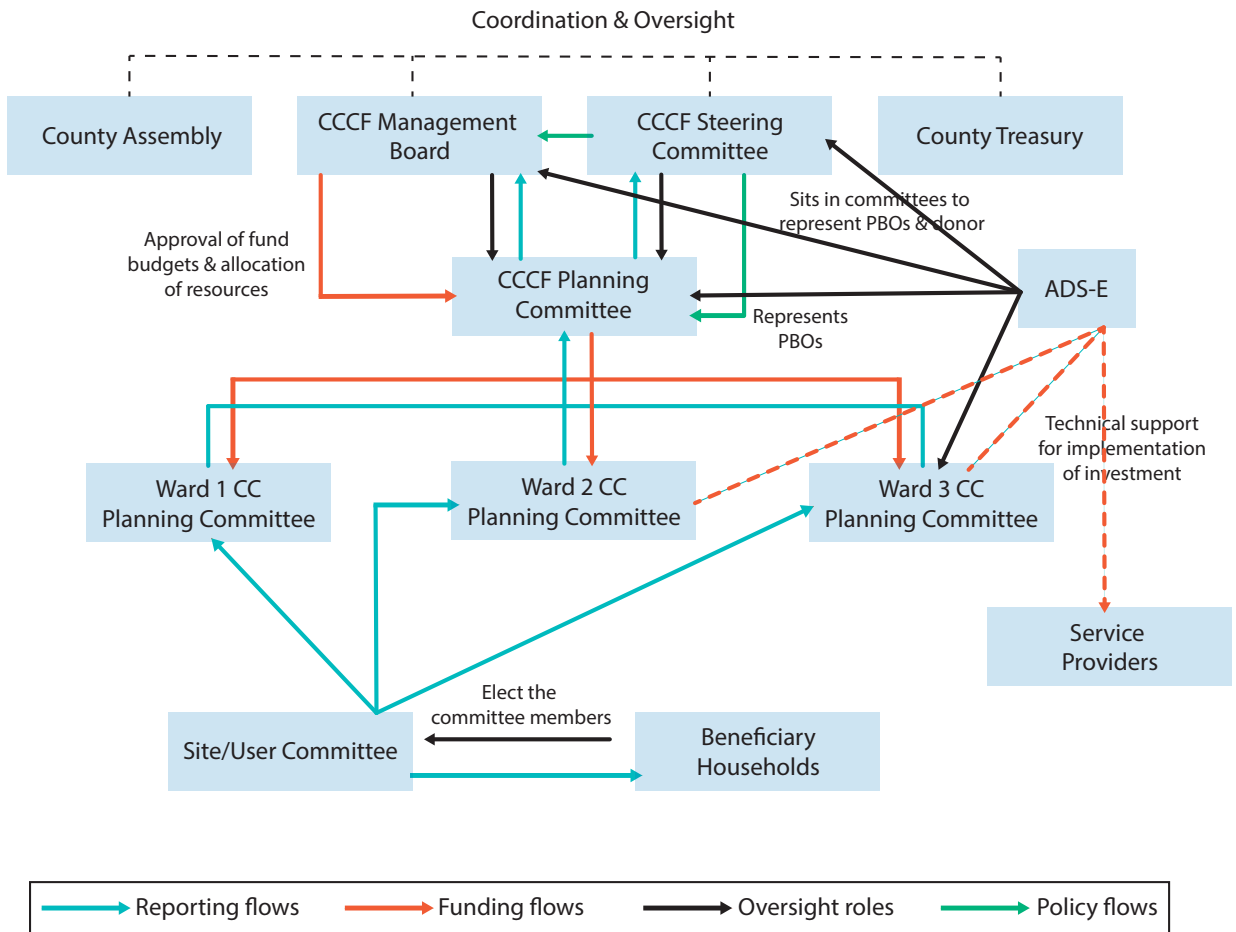 Coordination & Oversight
County Assembly
CCCF Management
Board
CCCF Steering
Committee
County Treasury
Sits in committees to
represent PBOs & donor
Approval of fund
budgets & allocation
of resources
CCCF Planning
Committee
ADS-E
Represents
PBOs
Technical support
for implementation
of investment
Ward 1 CC
Planning Committee
Ward 2 CC
Planning Committee
Ward 3 CC
Planning Committee
Service
Providers
Elect the
committee members
Site/User Committee
Beneficiary
Households
Reporting flows
Funding flows
Oversight roles
Policy flows